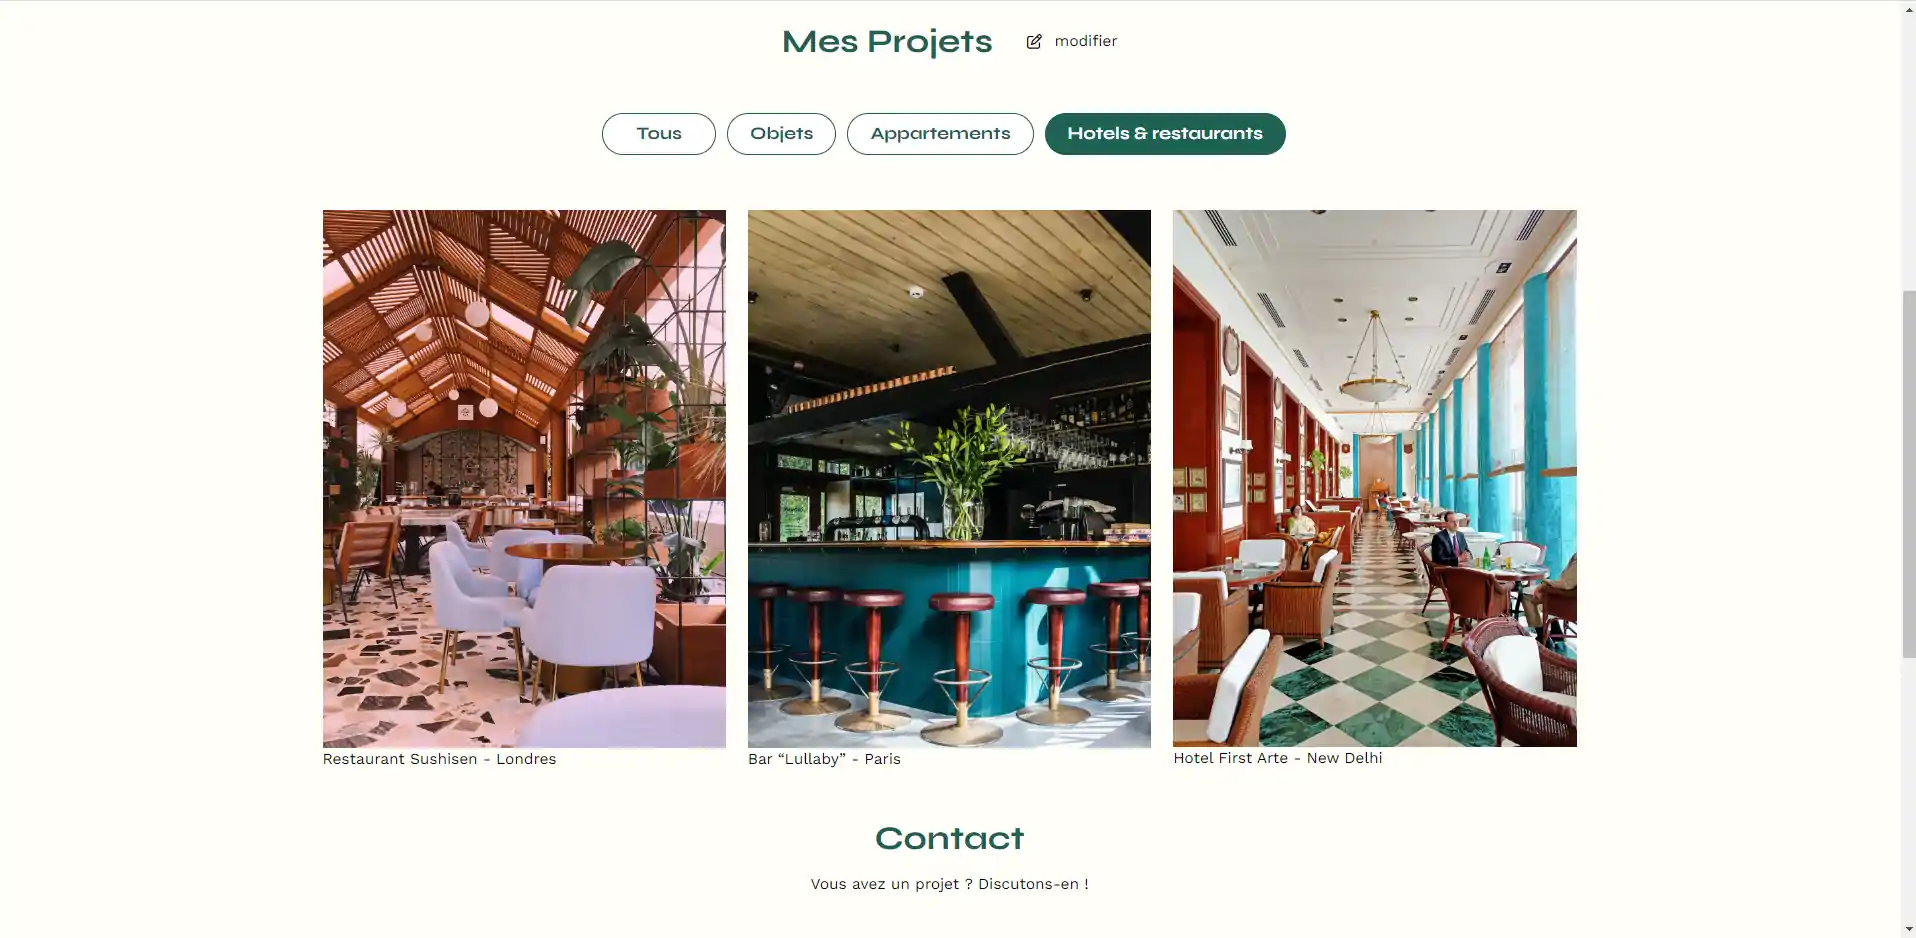 Mes Projets
modifier
Tous
Objets
Appartements
Hotels & restaurants
Restaurant Sushisen - Londres
Bar “Lullaby” - Paris
Hotel First Arte - New Delhi
Contact
Vous avez un projet ? Discutons-en !